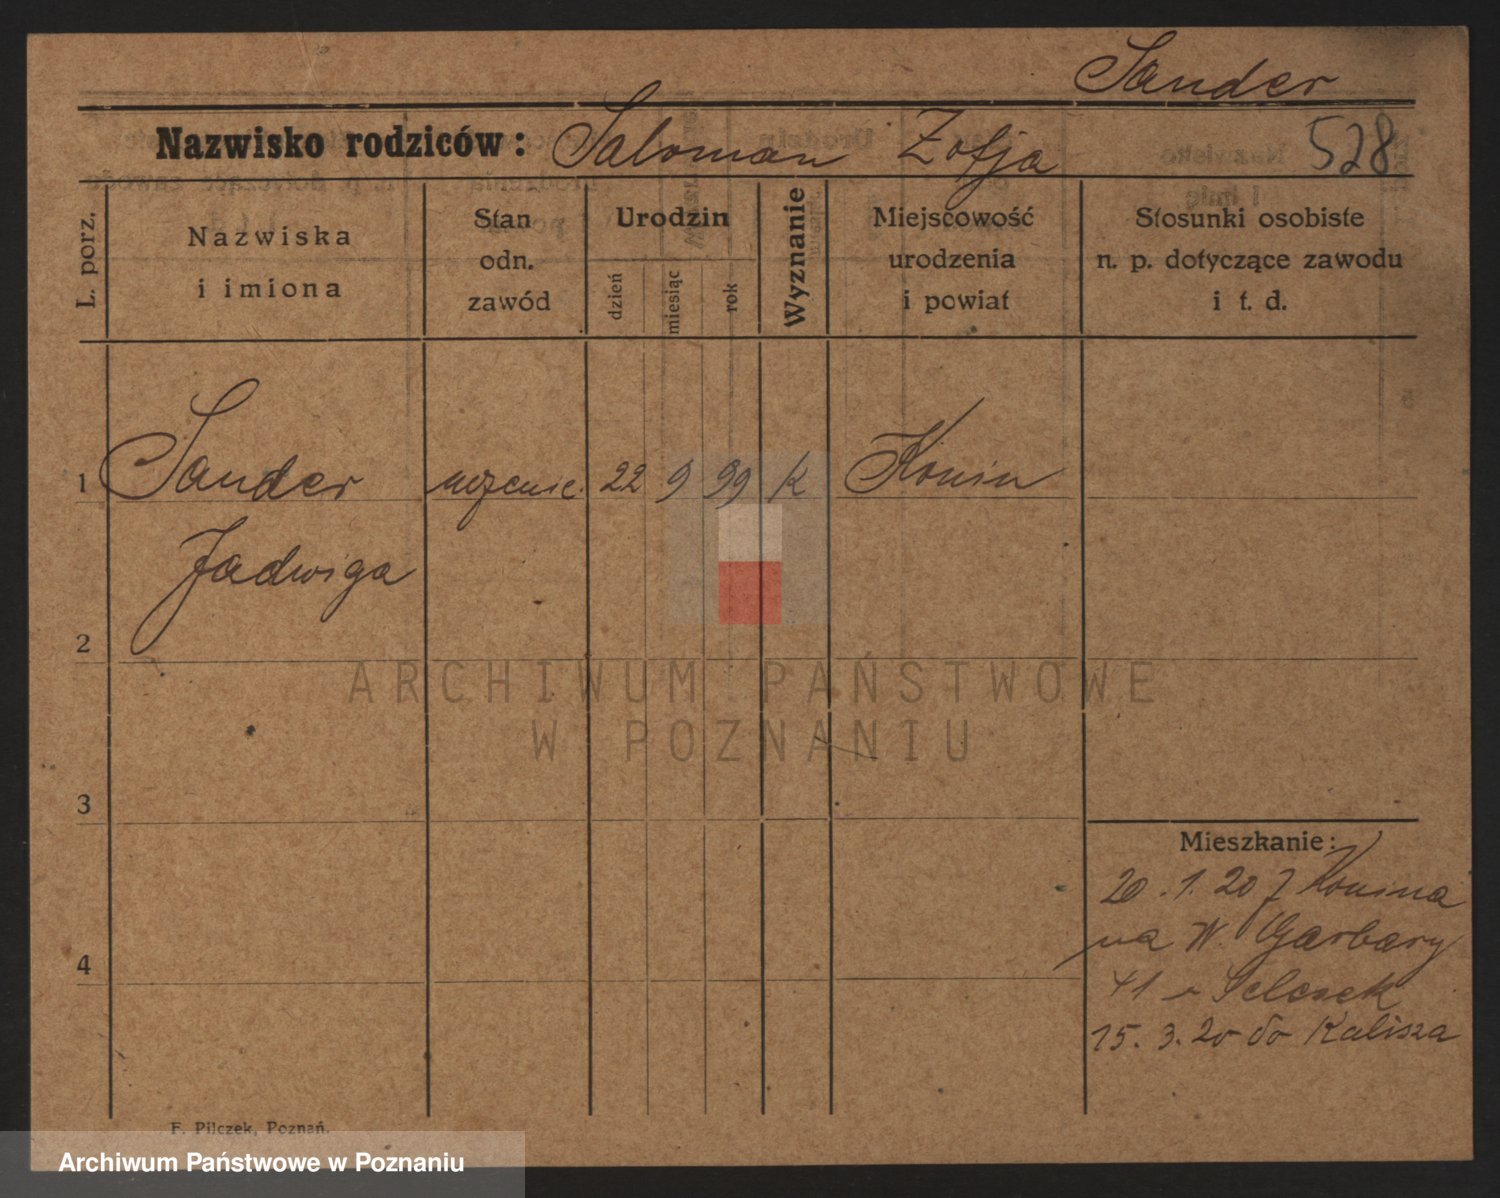 Sander
Nazwisko rodziców: Saloman Zofja 528
L. porz.
Nazwiska
i imiona
Stan
odn.
zawód
Urodzin
dzień
miesiąc
rok
Wyznanie
Miejscowość
urodzenia
i powiat
Stosunki osobiste
n. p. dotyczące zawodu
i t. d.
1 Sander uczenic. 22 9 99 K Konin
Jadwiga
2
ARCHIWUM PAŃSTWOWE
W POZNANIU
3
Mieszkanie:
20.1.20 z Konina
na W. Garbary
4
41
15.3.20 do Kalisza
F. Pilczek, Poznań.
Archiwum Państwowe w Poznaniu